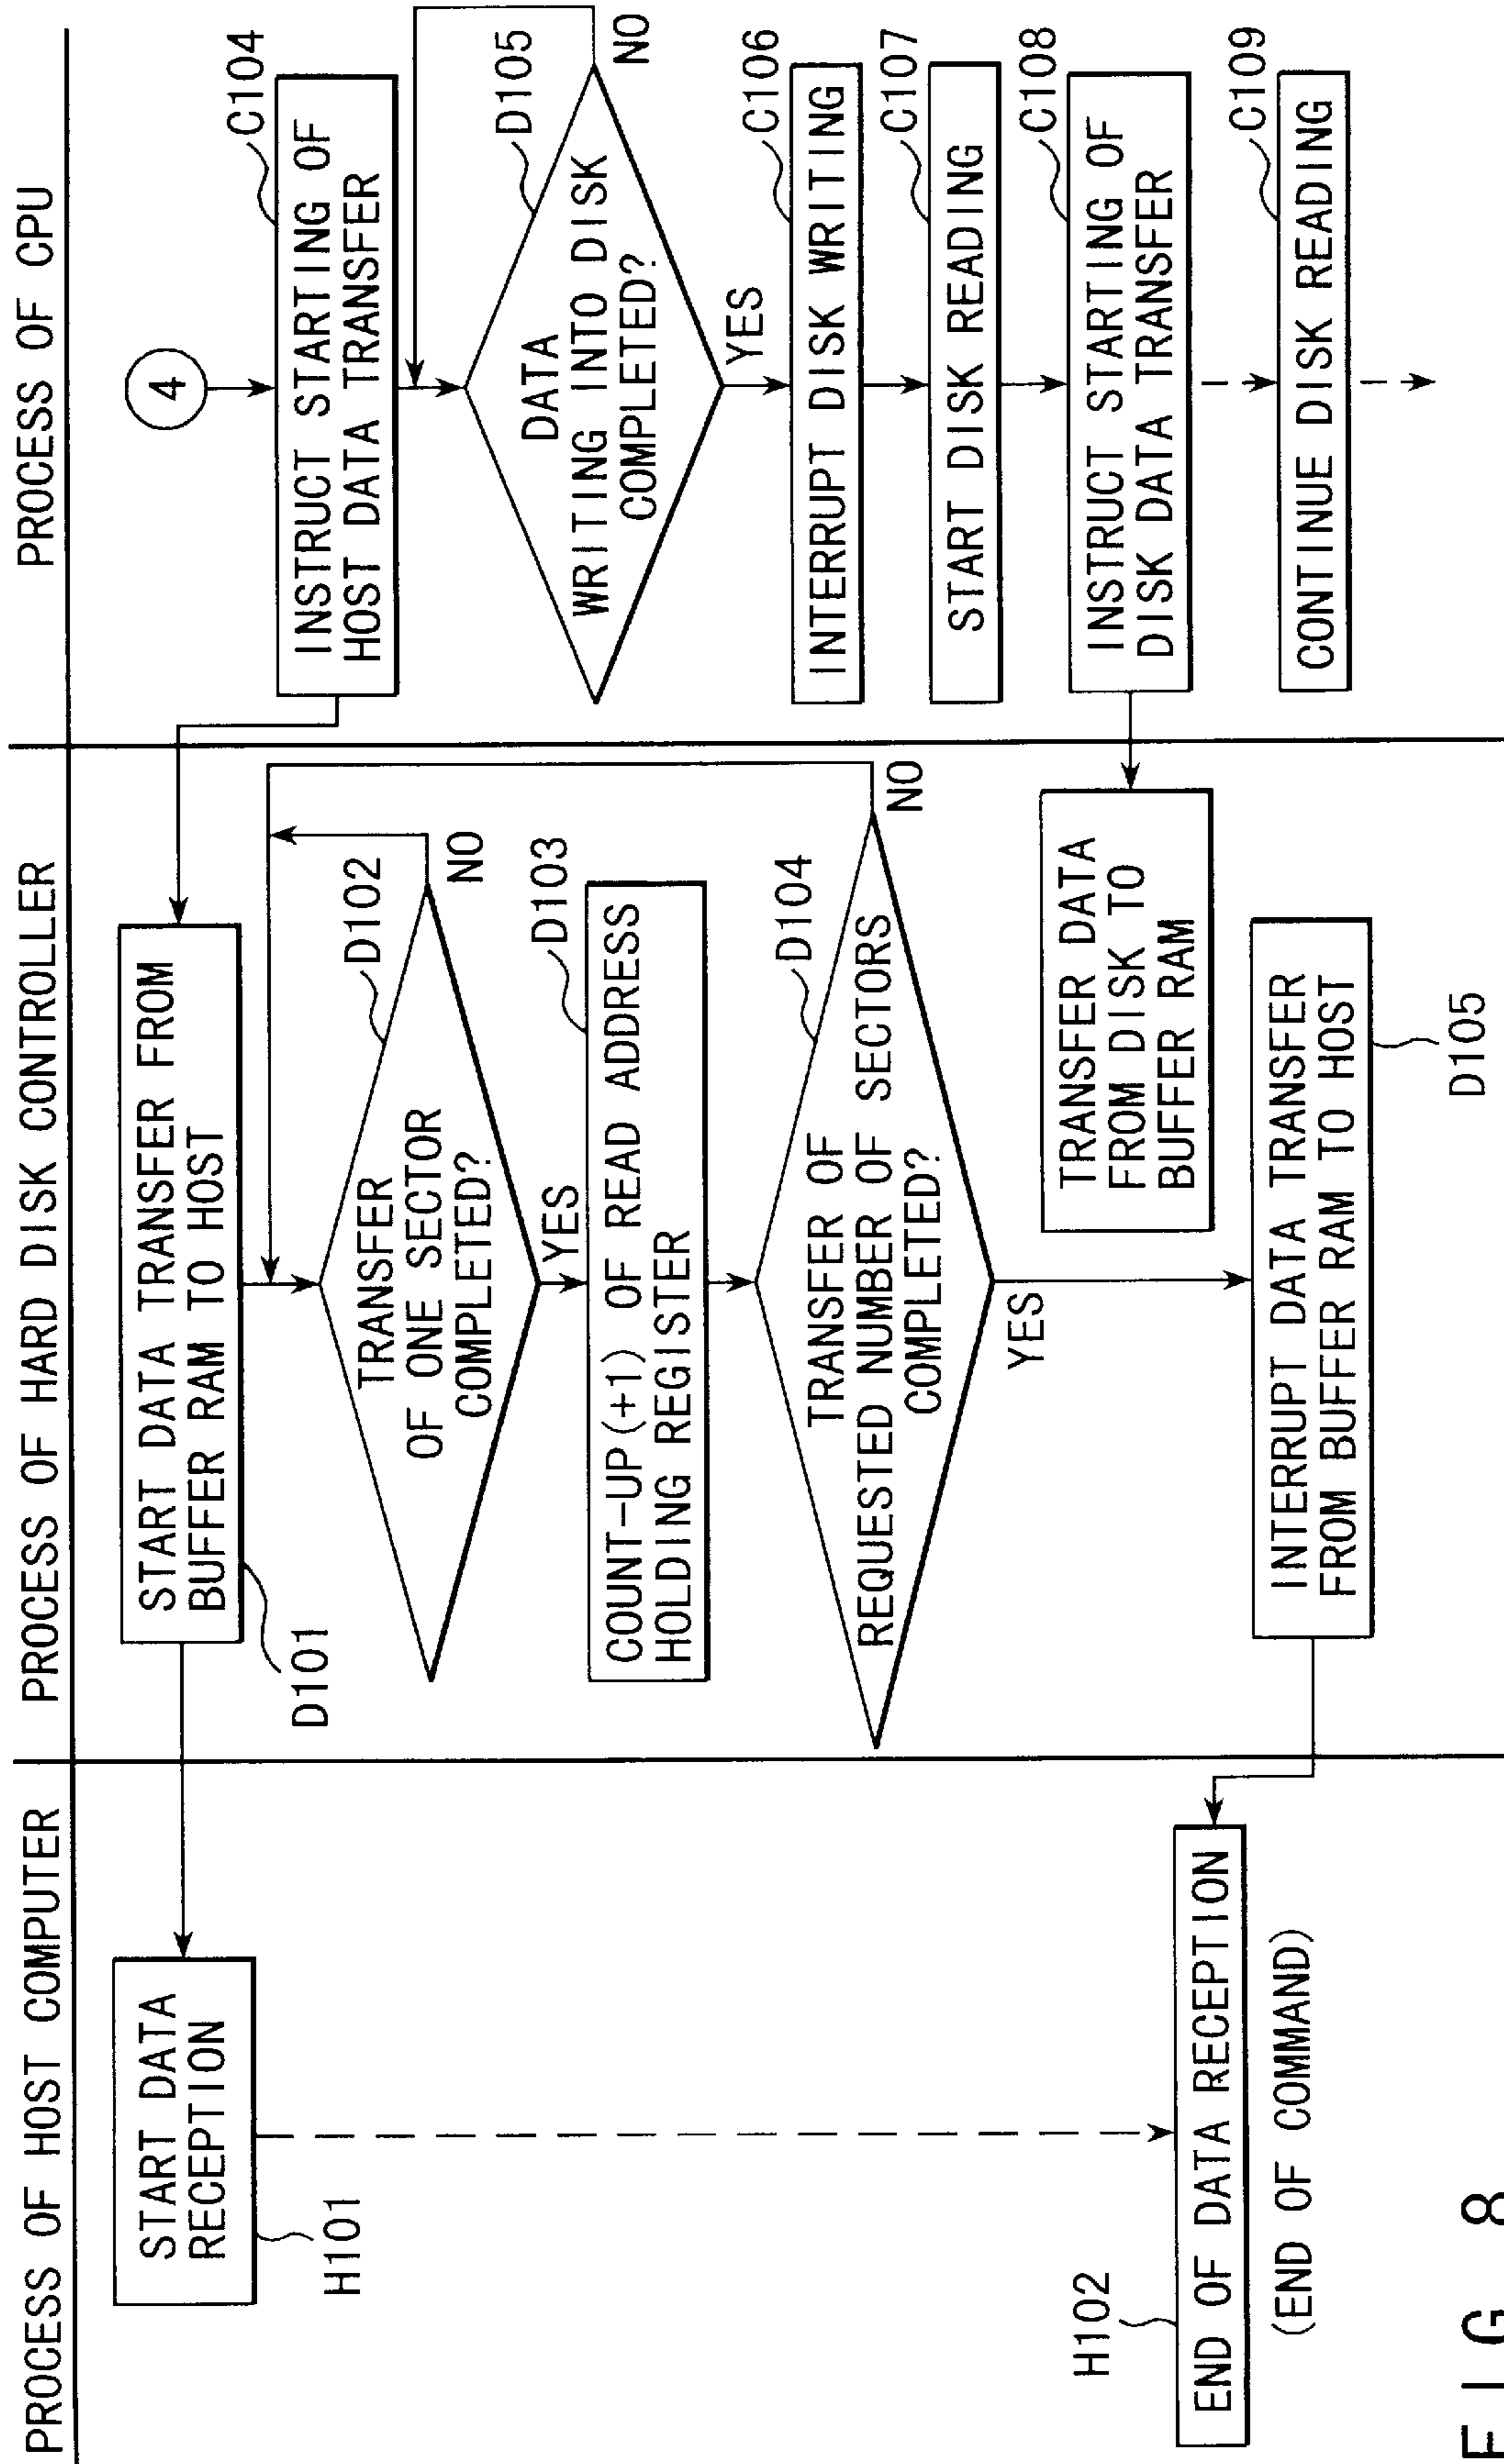 PROCESS OF HOST COMPUTER
START DATA
RECEPTION
H101
H102
END OF DATA RECEPTION
(END OF COMMAND)
PROCESS OF HARD DISK CONTROLLER
START DATA TRANSFER FROM
BUFFER RAM TO HOST
D101
TRANSFER
OF ONE SECTOR
COMPLETED?
D102
NO
YES
COUNT-UP(+1) OF READ ADDRESS
HOLDING REGISTER
D103
TRANSFER OF
REQUESTED NUMBER OF SECTORS
COMPLETED?
D104
NO
YES
TRANSFER DATA
FROM DISK TO
BUFFER RAM
INTERRUPT DATA TRANSFER
FROM BUFFER RAM TO HOST
D105
PROCESS OF CPU
4
C104
INSTRUCT STARTING OF
HOST DATA TRANSFER
DATA
WRITING INTO DISK
COMPLETED?
D105
NO
YES
C106
INTERRUPT DISK WRITING
C107
START DISK READING
C108
INSTRUCT STARTING OF
DISK DATA TRANSFER
C109
CONTINUE DISK READING
FIG. 8